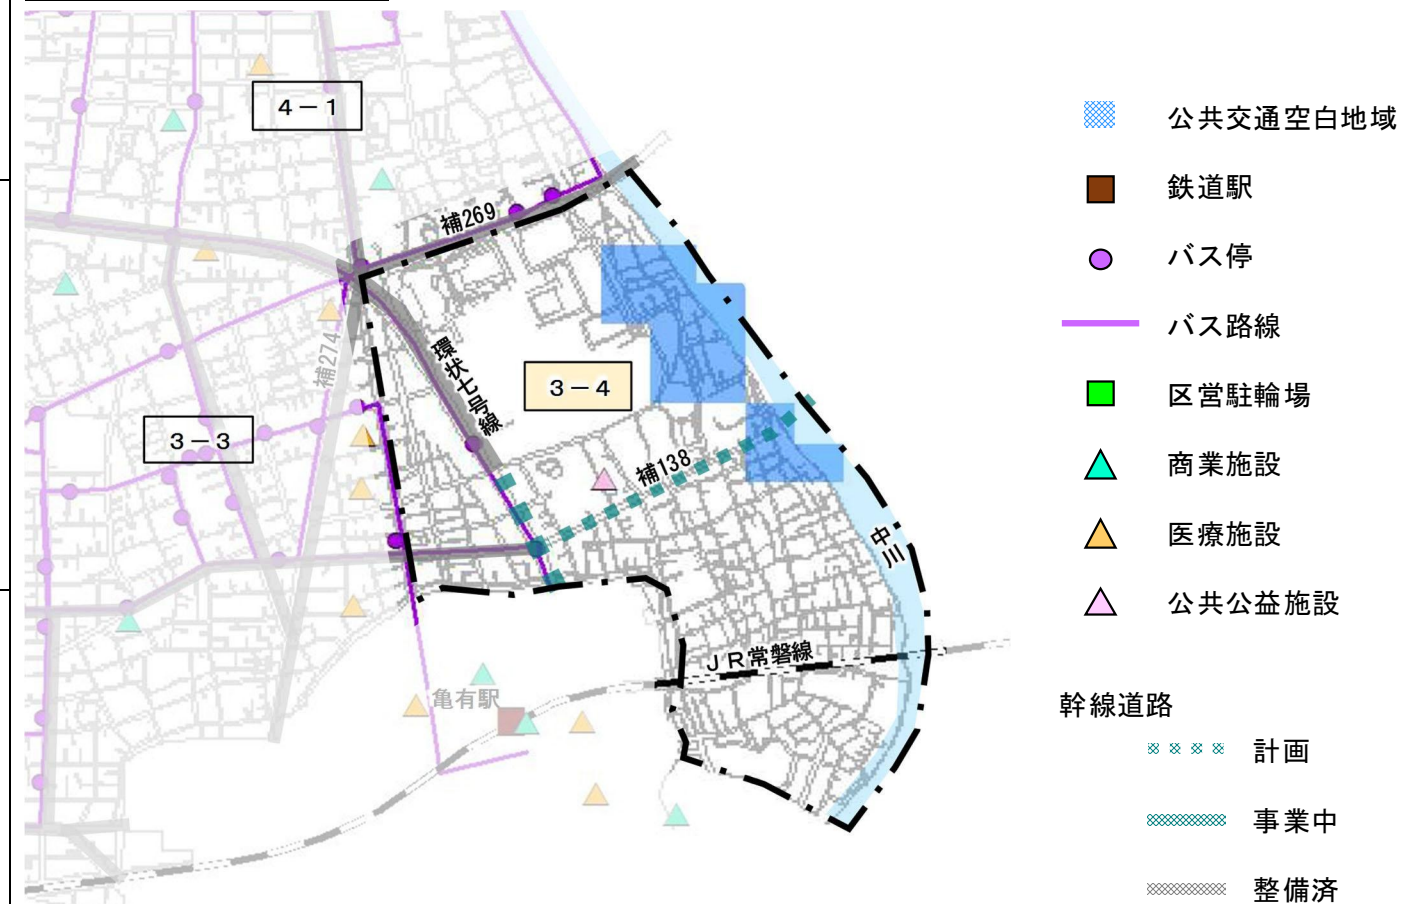 4－1
補269
補274
環状七号線
3－4
3－3
補138
中川
ＪＲ常磐線
亀有駅
公共交通空白地域
鉄道駅
バス停
バス路線
区営駐輪場
商業施設
医療施設
公共公益施設
幹線道路
計画
事業中
整備済